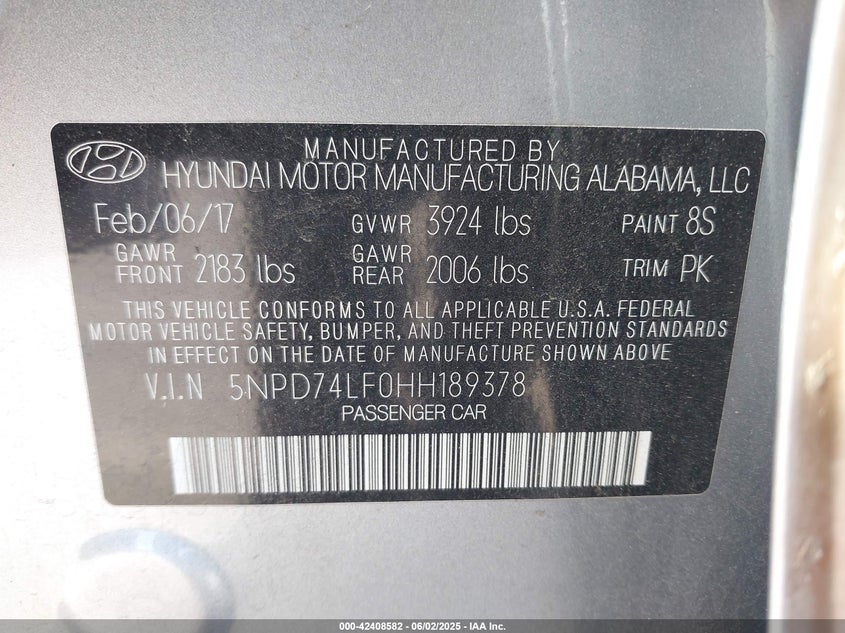 MANUFACTURED BY
HYUNDAI MOTOR MANUFACTURING ALABAMA, LLC
Feb/06/17 GVWR 3924 lbs PAINT 8S
GAWR FRONT 2183 lbs GAWR REAR 2006 lbs TRIM PK
THIS VEHICLE CONFORMS TO ALL APPLICABLE U.S.A. FEDERAL
MOTOR VEHICLE SAFETY, BUMPER, AND THEFT PREVENTION STANDARDS
IN EFFECT ON THE DATE OF MANUFACTURE SHOWN ABOVE.
V.I.N 5NPD74LF0HH189378
PASSENGER CAR
000-42408582 - 06/02/2025 - IAA Inc.